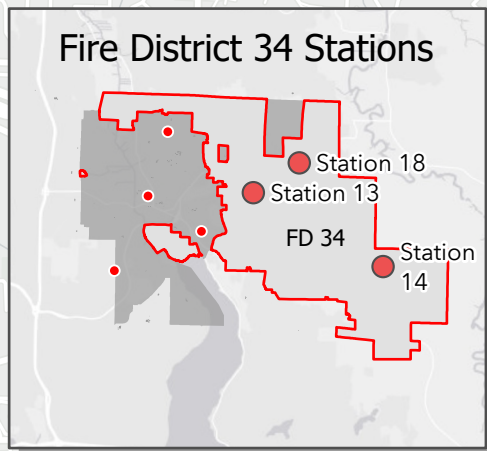 Fire District 34 Stations
Station 18
Station 13
FD 34
Station
14